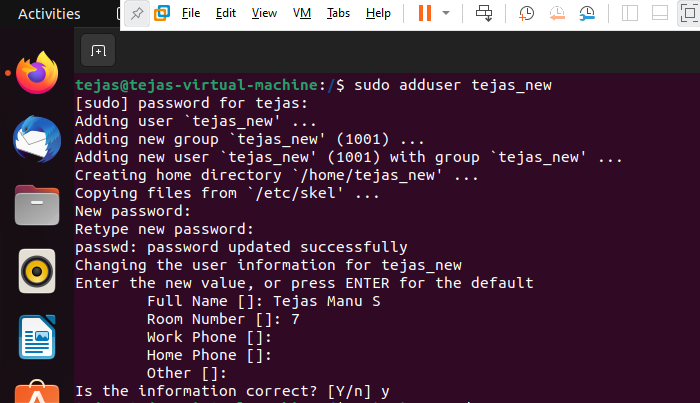 Activities
File Edit View VM Tabs Help
tejas@tejas-virtual-machine:/$ sudo adduser tejas_new
[sudo] password for tejas:
Adding user `tejas_new' ...
Adding new group `tejas_new' (1001) ...
Adding new user `tejas_new' (1001) with group `tejas_new' ...
Creating home directory `/home/tejas_new' ...
Copying files from `/etc/skel' ...
New password:
Retype new password:
passwd: password updated successfully
Changing the user information for tejas_new
Enter the new value, or press ENTER for the default
Full Name []: Tejas Manu S
Room Number []: 7
Work Phone []:
Home Phone []:
Other []:
Is the information correct? [Y/n] y